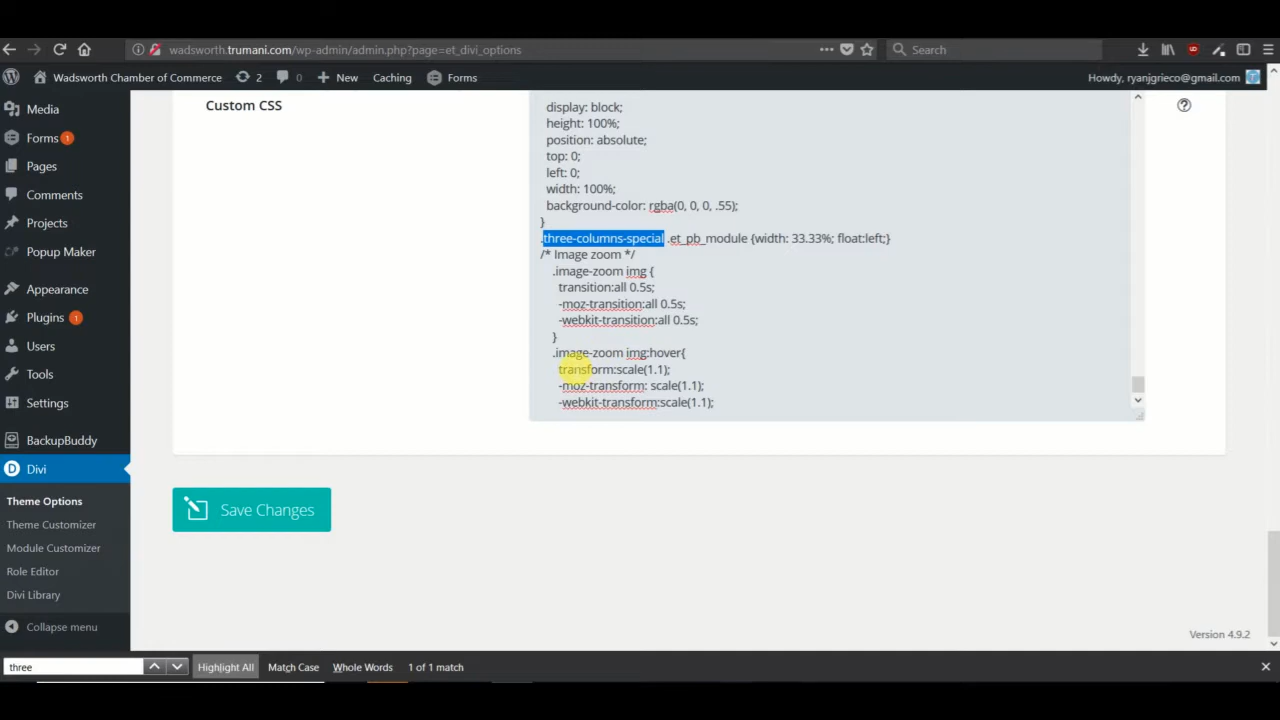 wadsworth.trumani.com/wp-admin/admin.php?page=et_divi_options
Search
Wadsworth Chamber of Commerce
2
0
New
Caching
Forms
Howdy, ryanjgrieco@gmail.com
Media
Forms 1
Pages
Comments
Projects
Popup Maker
Appearance
Plugins 1
Users
Tools
Settings
BackupBuddy
Divi
Theme Options
Theme Customizer
Module Customizer
Role Editor
Divi Library
Collapse menu
Custom CSS
display: block;
height: 100%;
position: absolute;
top: 0;
left: 0;
width: 100%;
background-color: rgba(0, 0, 0, .55);
}
.three-columns-special .et_pb_module {width: 33.33%; float:left;}
/* Image zoom */
.image-zoom img {
transition:all 0.5s;
-moz-transition:all 0.5s;
-webkit-transition:all 0.5s;
}
.image-zoom img:hover{
transform:scale(1.1);
-moz-transform: scale(1.1);
-webkit-transform:scale(1.1);
Save Changes
Version 4.9.2
three
Highlight All
Match Case
Whole Words
1 of 1 match